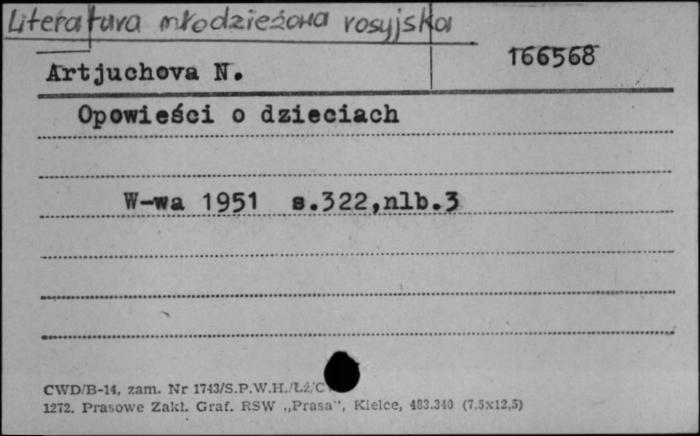 Literatura młodzieżowa rosyjska
166568
Artjuchova N.
Opowieści o dzieciach
W-wa 1951 s.322,nlb.3
CWD/B-14, zam. Nr 1743/S.P.W.H./Łź/C
1272. Prasowe Zakł. Graf. RSW „Prasa”, Kielce, 483.340 (7,5x12,5)